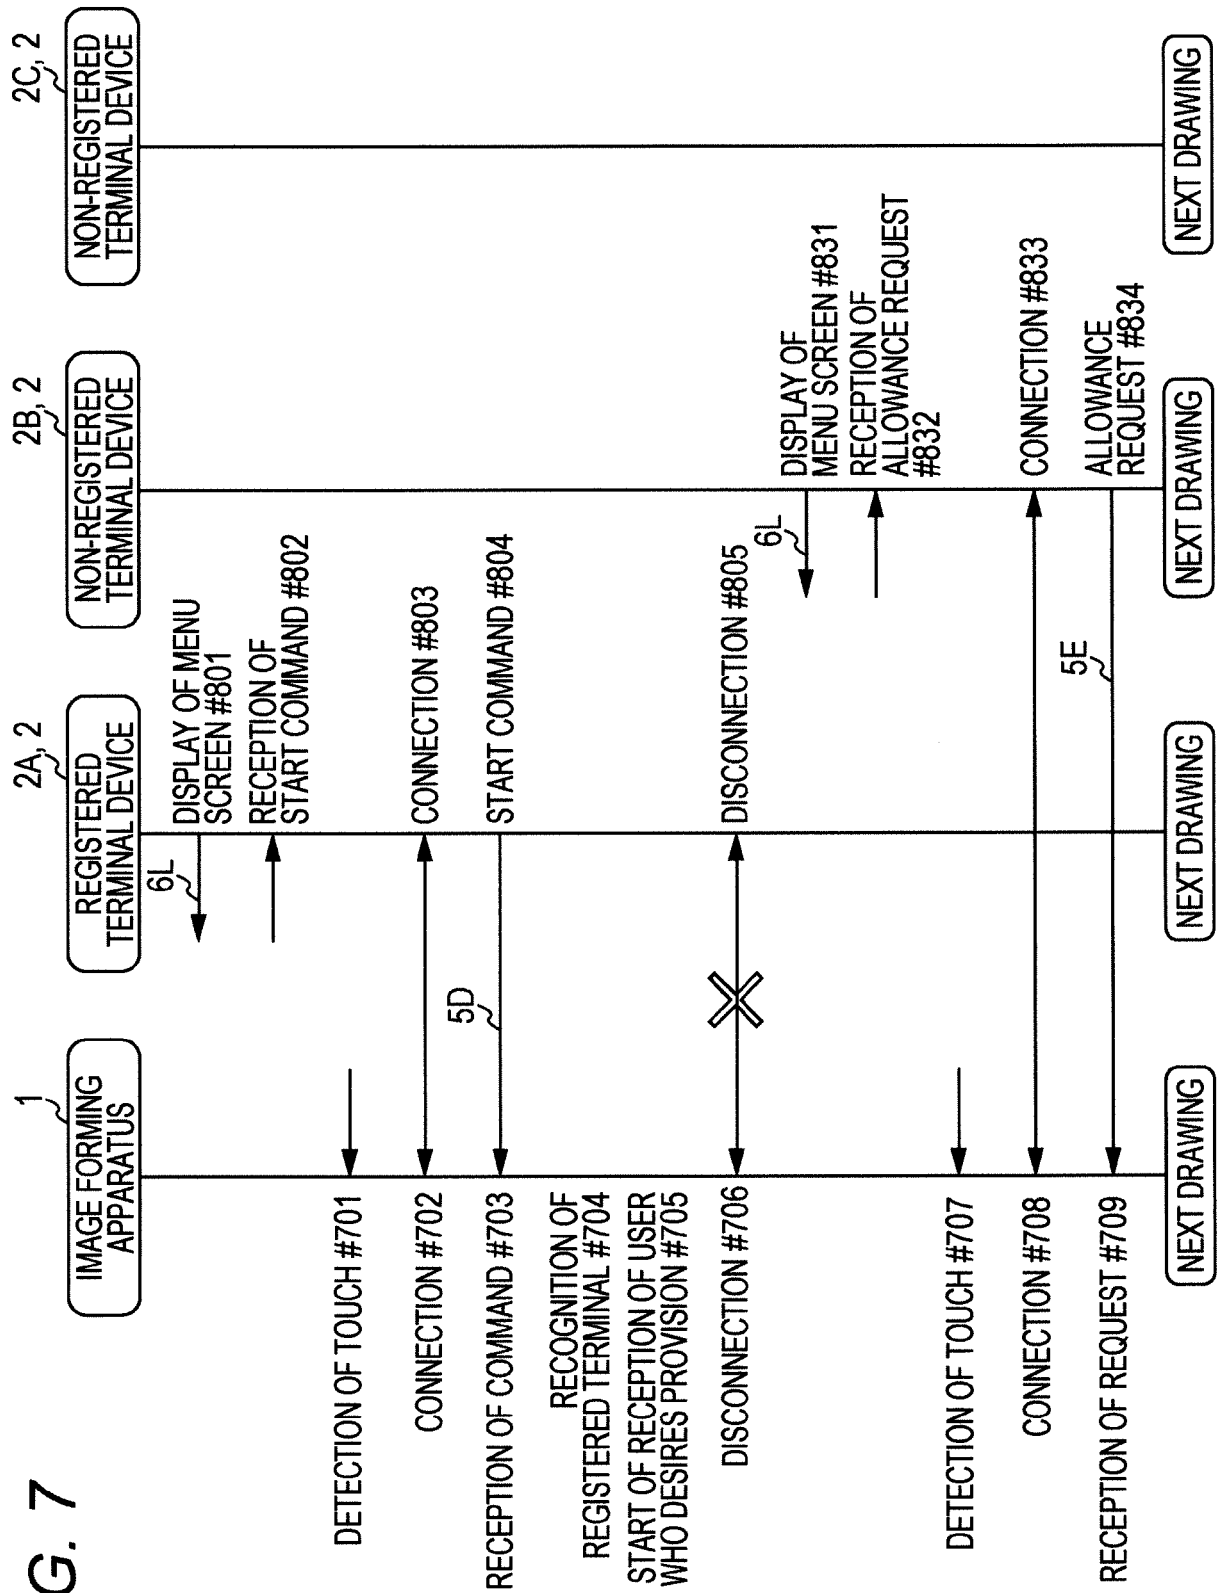 G. 7
1
IMAGE FORMING
APPARATUS
2A, 2
REGISTERED
TERMINAL DEVICE
2B, 2
NON-REGISTERED
TERMINAL DEVICE
2C, 2
NON-REGISTERED
TERMINAL DEVICE
6L
DISPLAY OF MENU
SCREEN #801
RECEPTION OF
START COMMAND #802
DETECTION OF TOUCH #701
CONNECTION #702
CONNECTION #803
RECEPTION OF COMMAND #703
5D
START COMMAND #804
RECOGNITION OF
REGISTERED TERMINAL #704
START OF RECEPTION OF USER
WHO DESIRES PROVISION #705
DISCONNECTION #706
DISCONNECTION #805
6L
DISPLAY OF
MENU SCREEN #831
RECEPTION OF
ALLOWANCE REQUEST
#832
DETECTION OF TOUCH #707
CONNECTION #708
CONNECTION #833
RECEPTION OF REQUEST #709
5E
ALLOWANCE
REQUEST #834
NEXT DRAWING
NEXT DRAWING
NEXT DRAWING
NEXT DRAWING